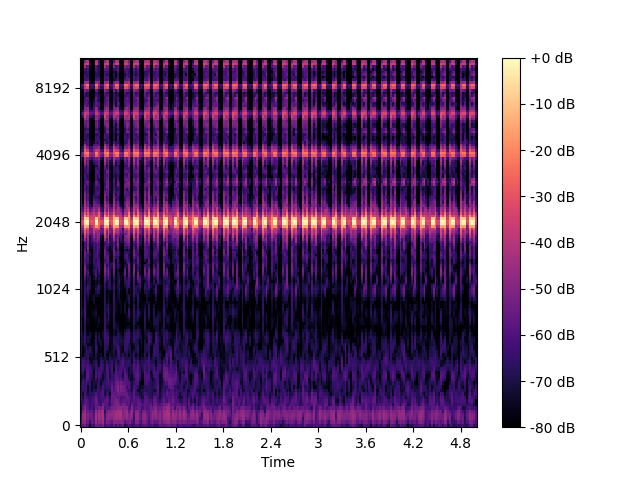 +0 dB
8192
-10 dB
-20 dB
4096
-30 dB
Hz
2048
-40 dB
-50 dB
1024
-60 dB
512
-70 dB
0
-80 dB
0 0.6 1.2 1.8 2.4 3 3.6 4.2 4.8
Time